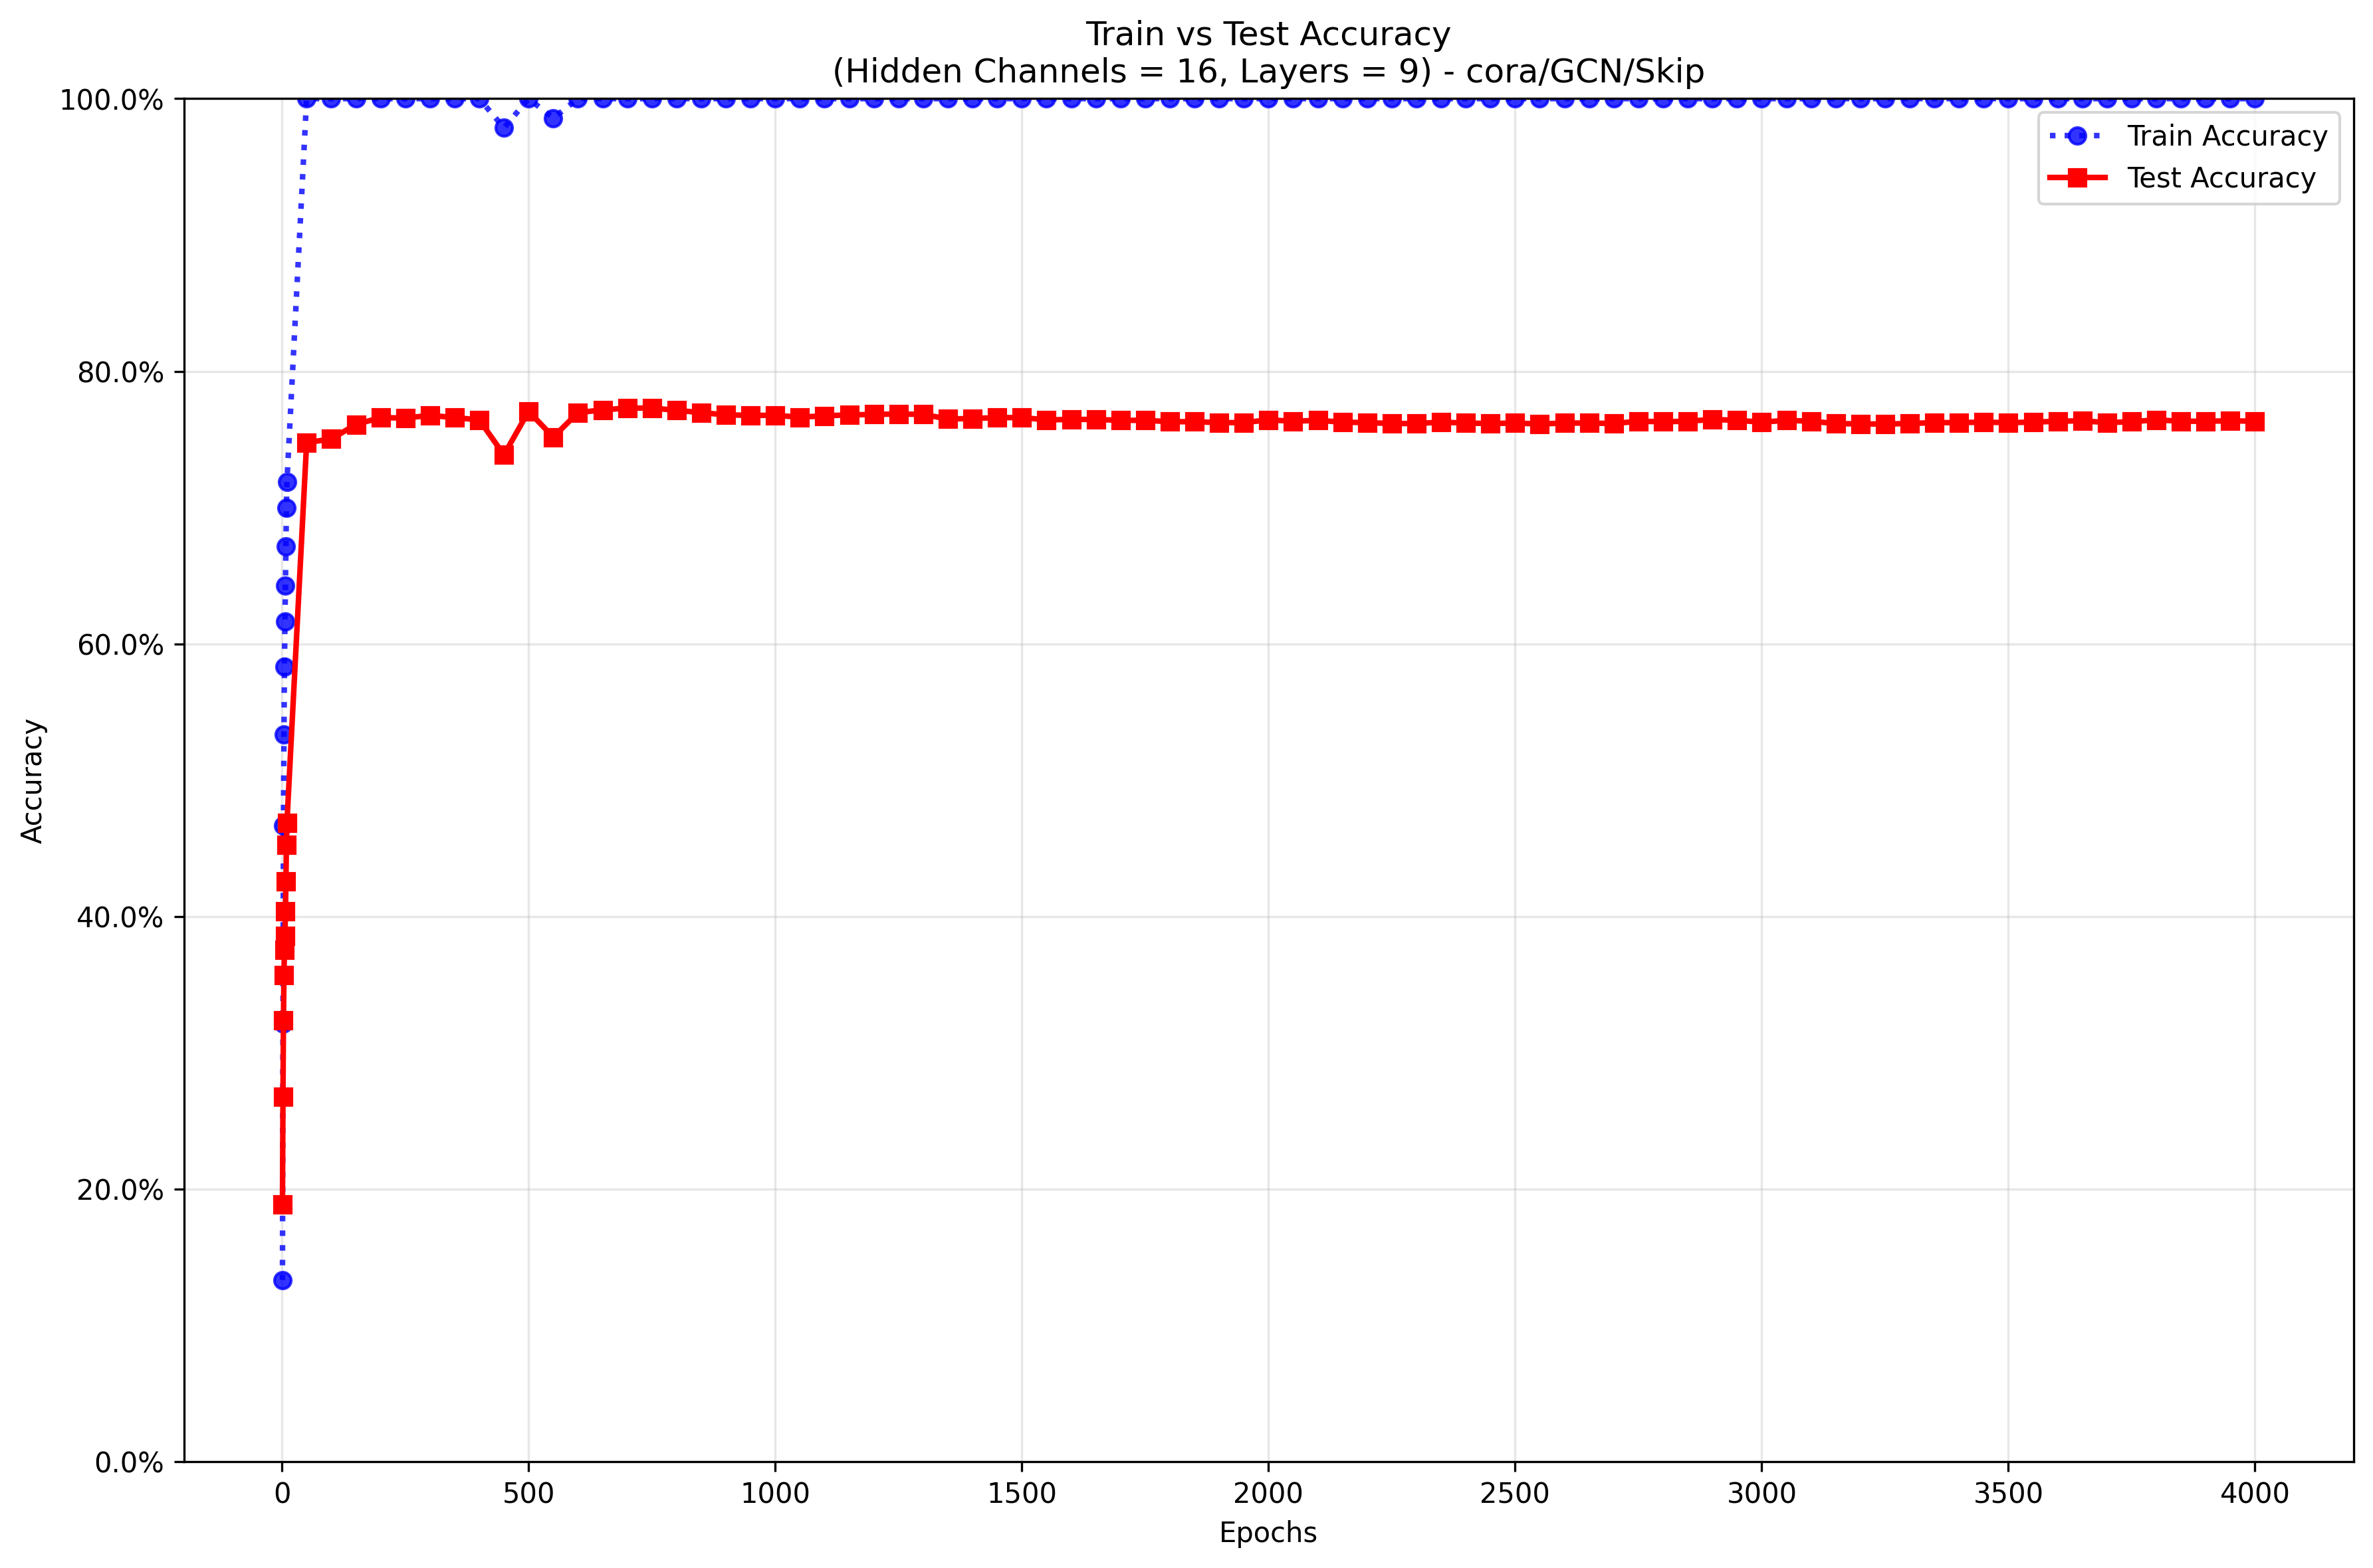 Train vs Test Accuracy
(Hidden Channels = 16, Layers = 9) - cora/GCN/Skip
100.0%
80.0%
60.0%
40.0%
20.0%
0.0%
Accuracy
Train Accuracy
Test Accuracy
0 500 1000 1500 2000 2500 3000 3500 4000
Epochs